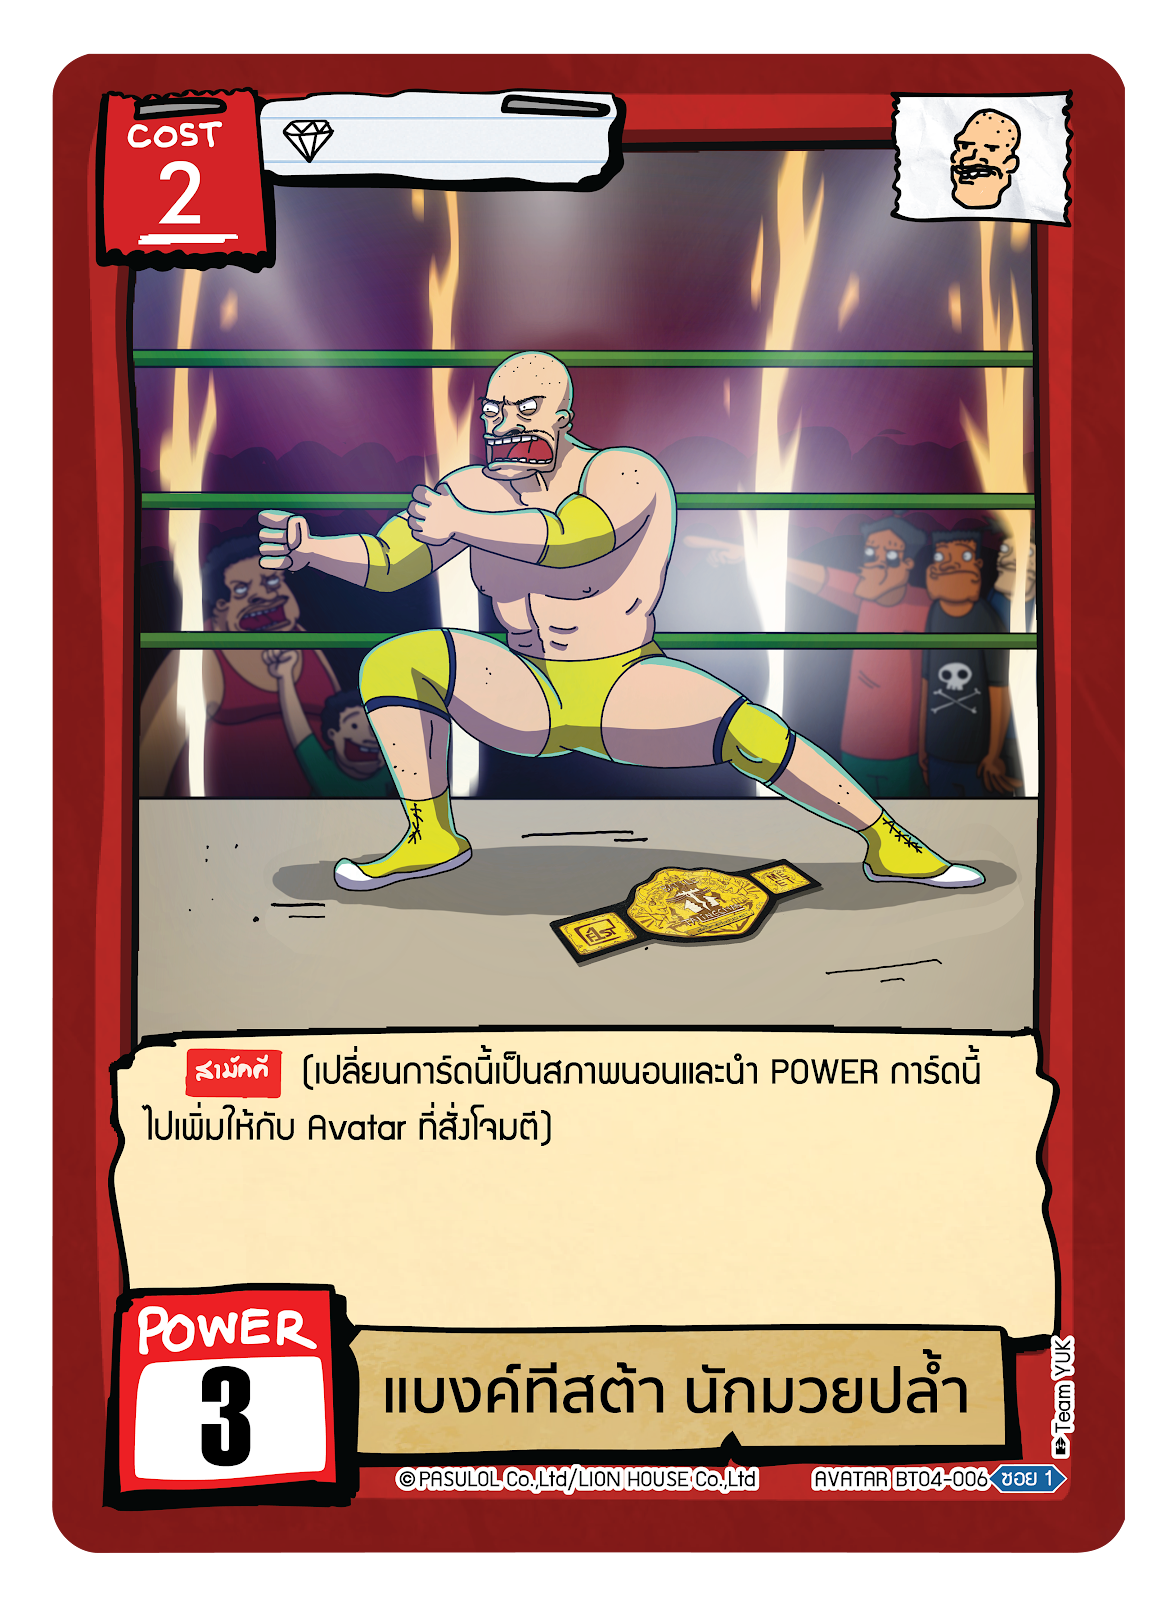 COST
2
สามัคคี (เปลี่ยนการ์ดนี้เป็นสภาพนอนและนำ POWER การ์ดนี้
ไปเพิ่มให้กับ Avatar ที่สั่งโจมตี)
POWER
3
แบงค์ทีสต้า นักมวยปล้ำ
Team YUK
© PASULOL Co.,Ltd/LION HOUSE Co.,Ltd
AVATAR BT04-006 ซอย 1